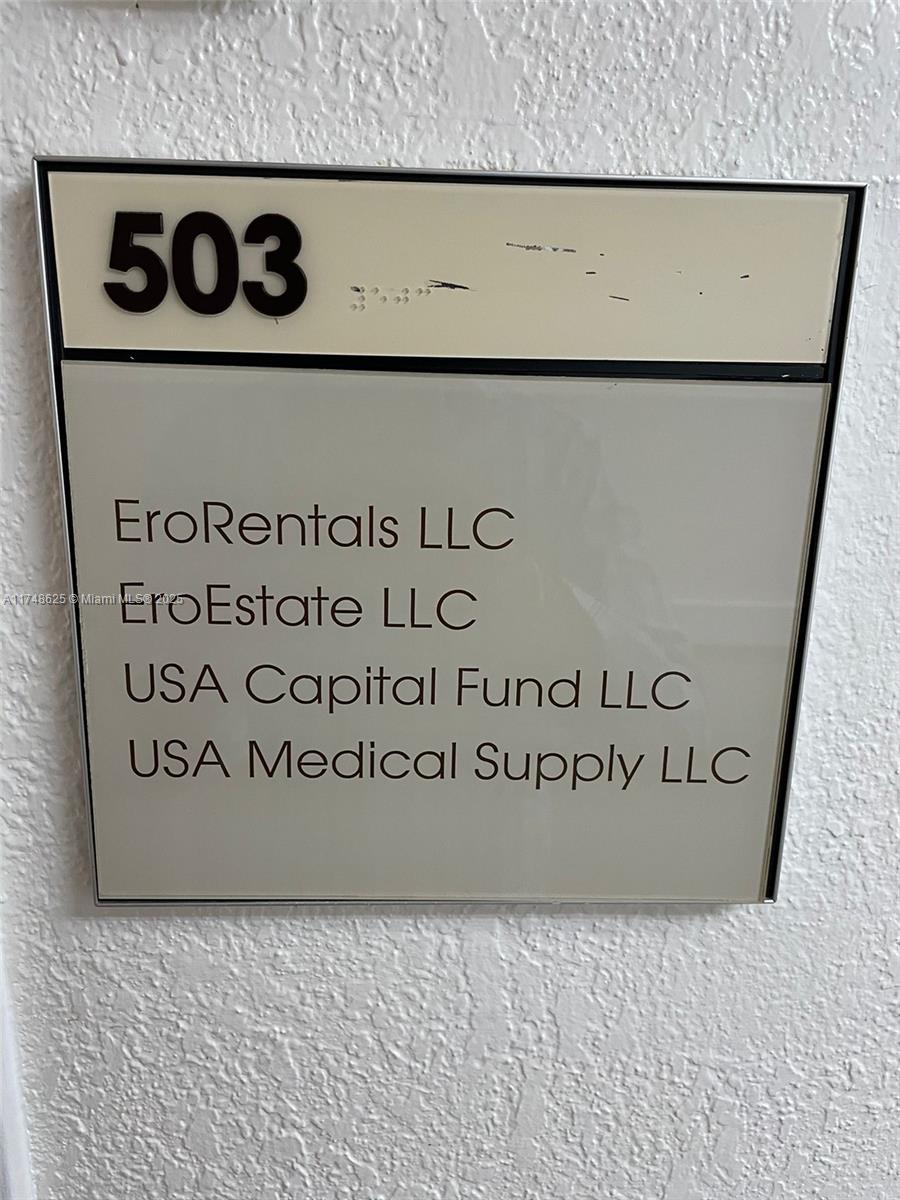 503
EroRentals LLC
EroEstate LLC
A11748625 © Miami MLS® 2025
USA Capital Fund LLC
USA Medical Supply LLC